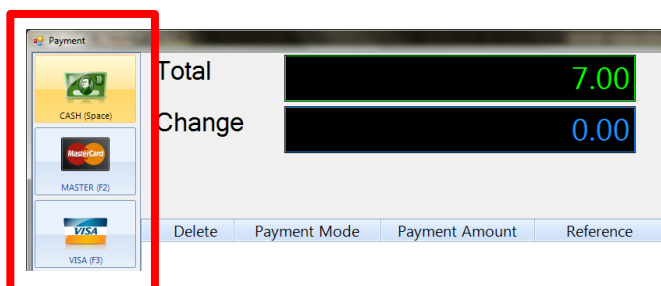 Payment
CASH (Space)
MasterCard
MASTER (F2)
VISA
VISA (F3)
Total
7.00
Change
0.00
Delete Payment Mode Payment Amount Reference